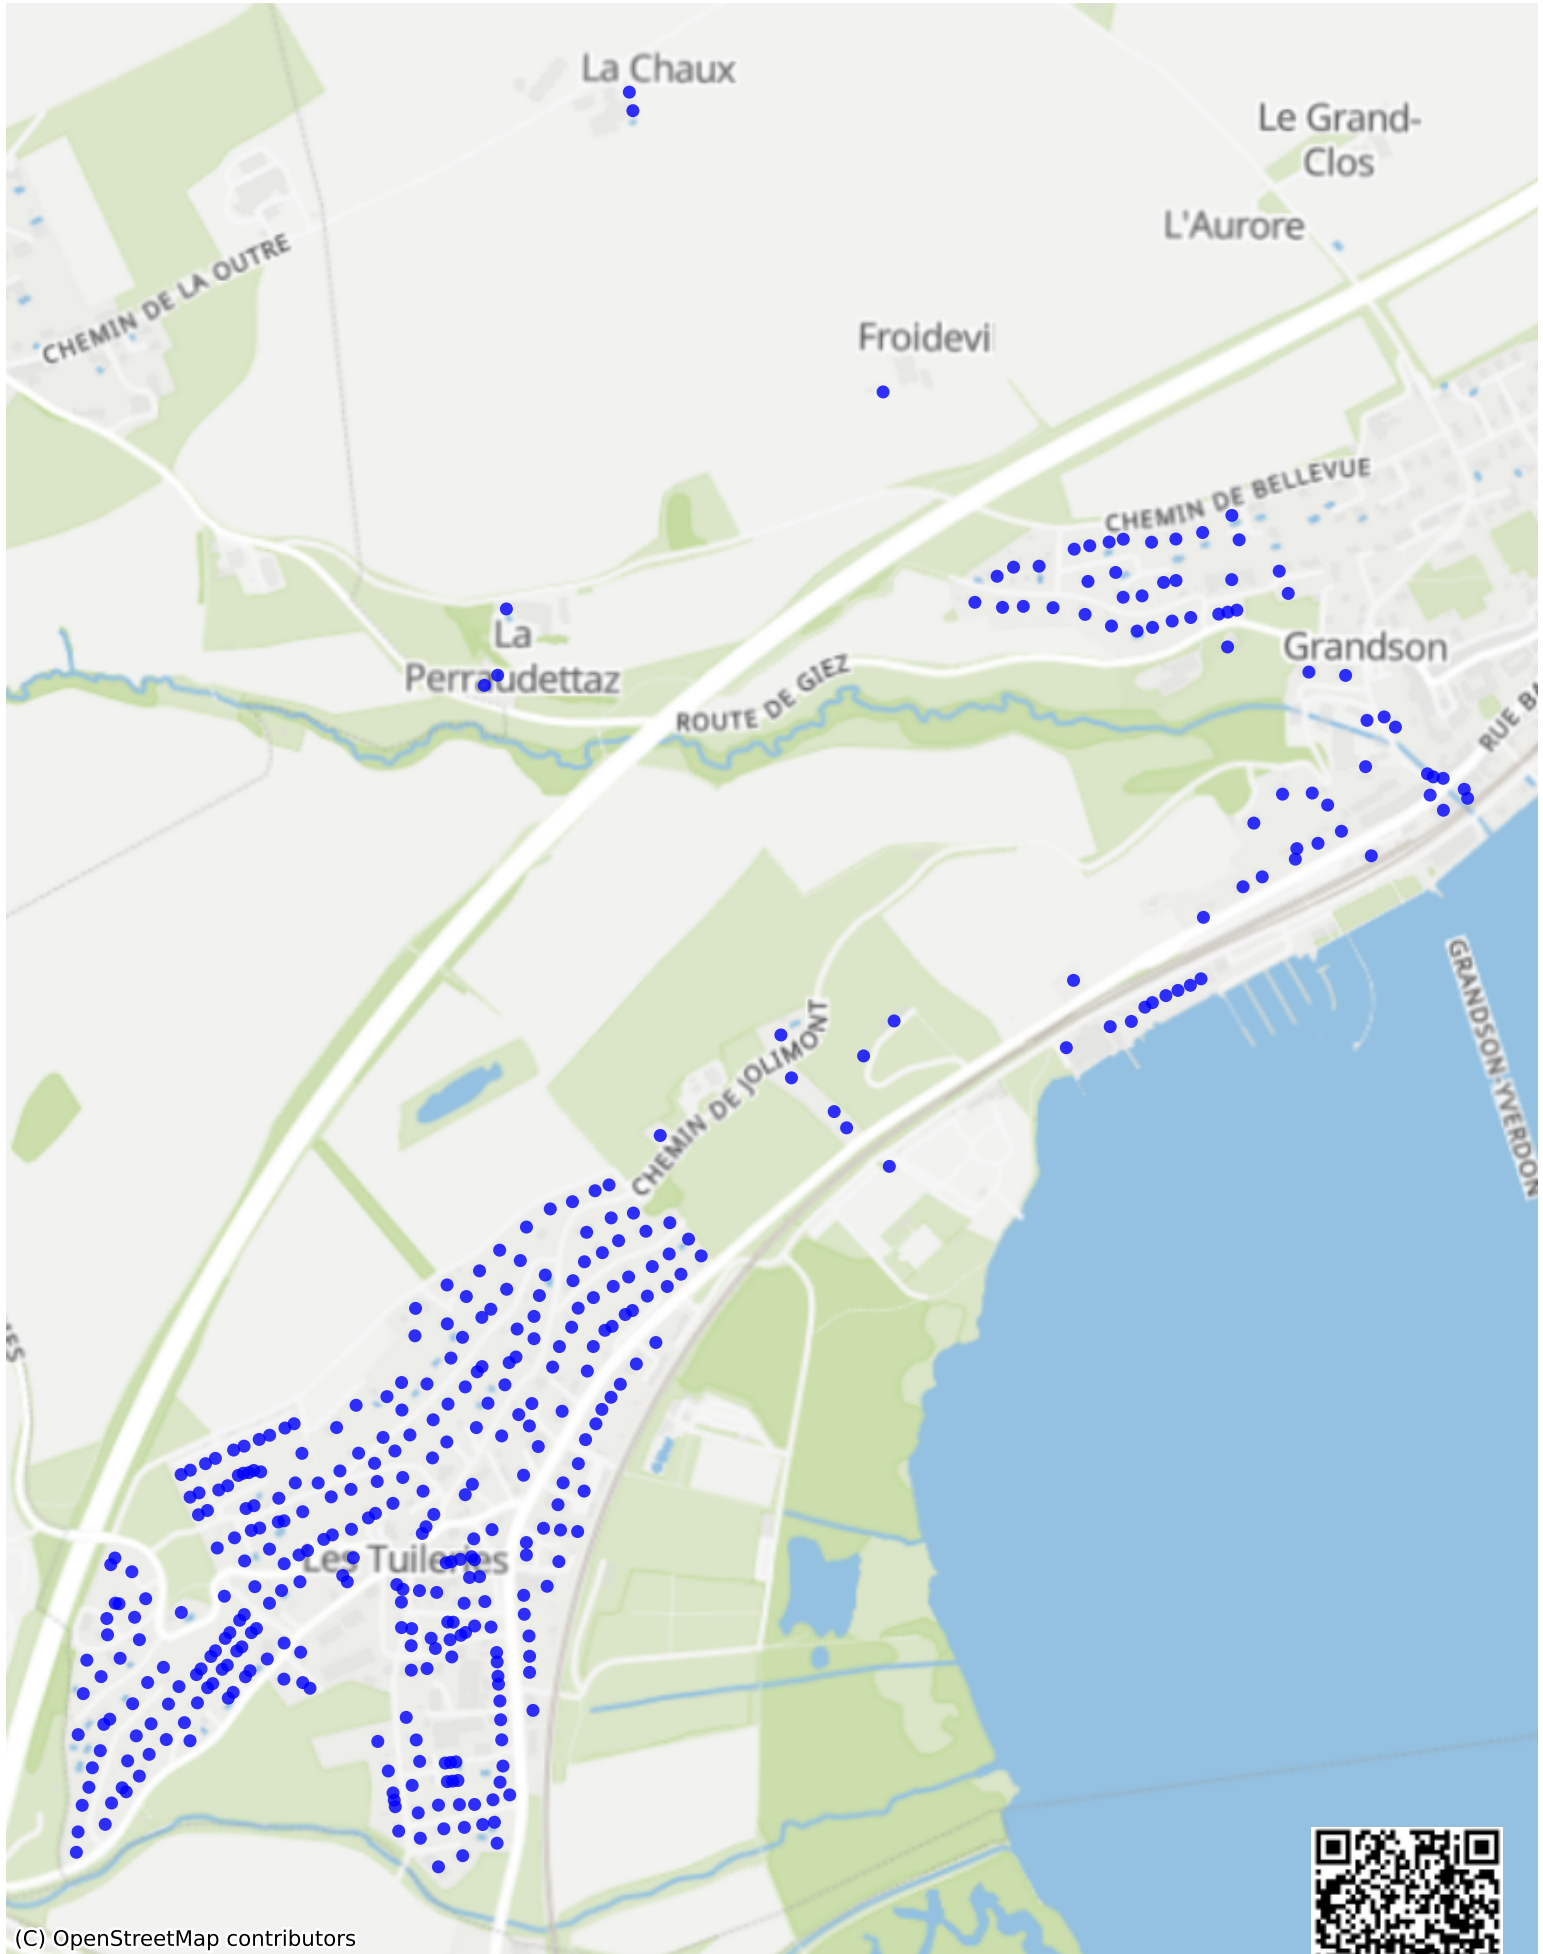 La Chaux
Le Grand-
Clos
L'Aurore
CHEMIN DE LA OUTRE
Froidevi
CHEMIN DE BELLEVUE
La
Perraudettaz
Grandson
ROUTE DE GIEZ
RUE BA
GRANDSON-YVERDON
CHEMIN DE JOLIMONT
Les Tuileries
(C) OpenStreetMap contributors